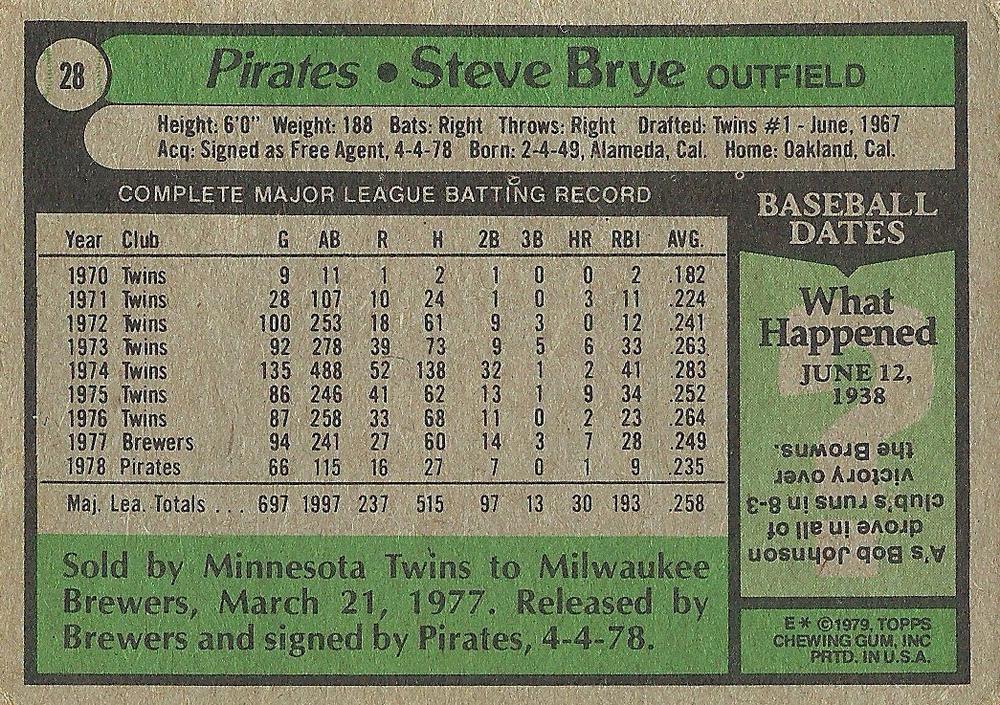 28
Pirates • Steve Brye OUTFIELD
Height: 6'0" Weight: 188 Bats: Right Throws: Right Drafted: Twins #1 - June, 1967
Acq: Signed as Free Agent, 4-4-78 Born: 2-4-49, Alameda, Cal. Home: Oakland, Cal.
COMPLETE MAJOR LEAGUE BATTING RECORD
Year Club G AB R H 2B 3B HR RBI AVG.
1970 Twins 9 11 1 2 1 0 0 2 .182
1971 Twins 28 107 10 24 1 0 3 11 .224
1972 Twins 100 253 18 61 9 3 0 12 .241
1973 Twins 92 278 39 73 9 5 6 33 .263
1974 Twins 135 488 52 138 32 1 2 41 .283
1975 Twins 86 246 41 62 13 1 9 34 .252
1976 Twins 87 258 33 68 11 0 2 23 .264
1977 Brewers 94 241 27 60 14 3 7 28 .249
1978 Pirates 66 115 16 27 7 0 1 9 .235
Maj. Lea. Totals ... 697 1997 237 515 97 13 30 193 .258
Sold by Minnesota Twins to Milwaukee
Brewers, March 21, 1977. Released by
Brewers and signed by Pirates, 4-4-78.
BASEBALL
DATES
What
Happened
JUNE 12,
1938
A's Bob Johnson
drove in all of
club's runs in 8-3
victory over
the Browns.
E* ©1979, TOPPS
CHEWING GUM, INC
PRTD. IN U.S.A.